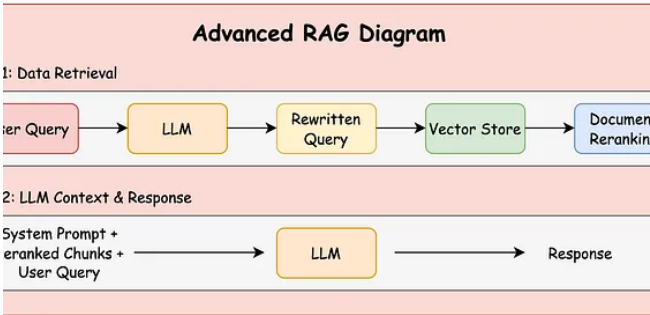 Advanced RAG Diagram
1: Data Retrieval
ser Query
LLM
Rewritten
Query
Vector Store
Documen
Rerankin
2: LLM Context & Response
System Prompt +
eranked Chunks +
User Query
LLM
Response